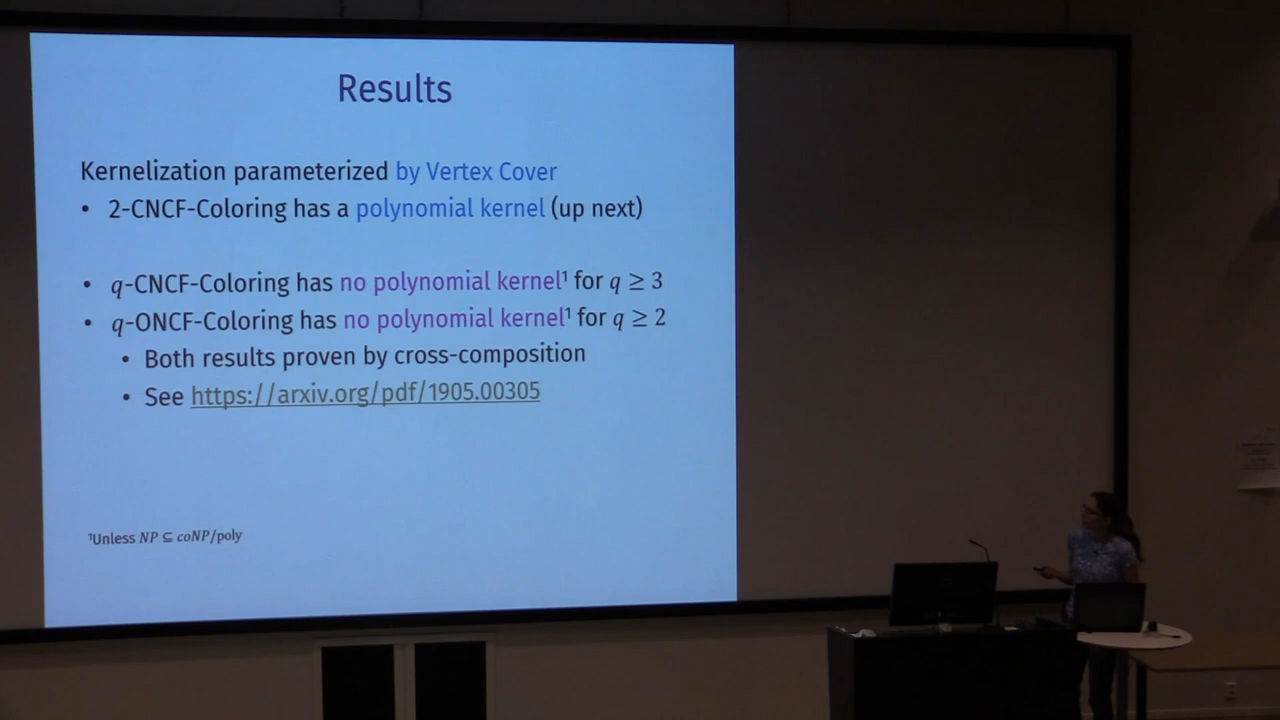 Results
Kernelization parameterized by Vertex Cover
• 2-CNCF-Coloring has a polynomial kernel (up next)
• q-CNCF-Coloring has no polynomial kernel¹ for q ≥ 3
• q-ONCF-Coloring has no polynomial kernel¹ for q ≥ 2
• Both results proven by cross-composition
• See https://arxiv.org/pdf/1905.00305
¹Unless NP ⊆ coNP/poly